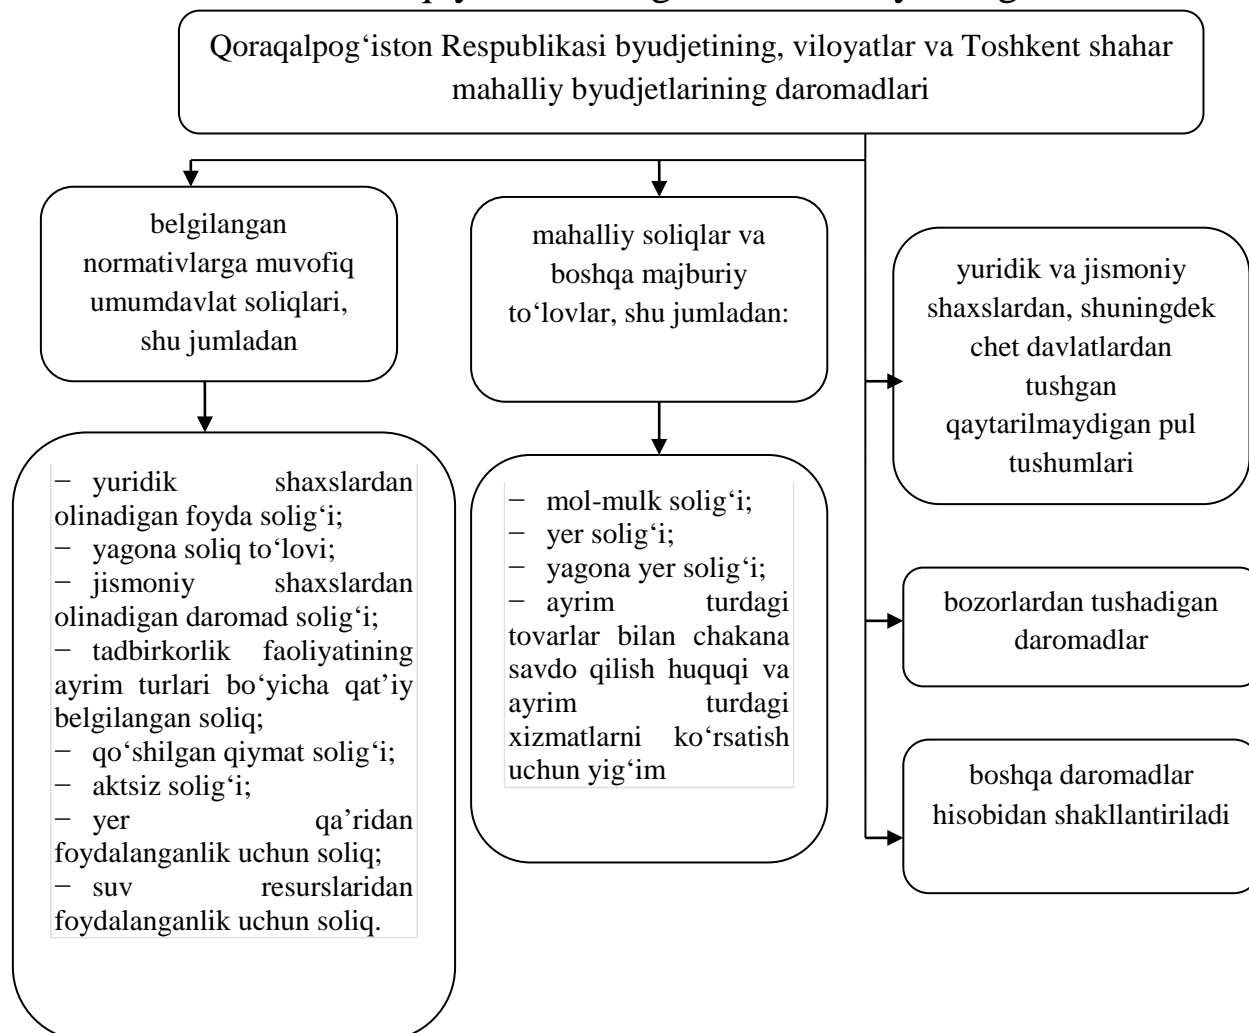 Qoraqalpog‘iston Respublikasi byudjetining, viloyatlar va Toshkent shahar
mahalliy byudjetlarining daromadlari
belgilangan
normativlarga muvofiq
umumdavlat soliqlari,
shu jumladan
− yuridik shaxslardan
olinadigan foyda solig‘i;
− yagona soliq to‘lovi;
− jismoniy shaxslardan
olinadigan daromad solig‘i;
− tadbirkorlik faoliyatining
ayrim turlari bo‘yicha qat’iy
belgilangan soliq;
− qo‘shilgan qiymat solig‘i;
− aktsiz solig‘i;
− yer qa’ridan
foydalanganlik uchun soliq;
− suv resurslaridan
foydalanganlik uchun soliq.
mahalliy soliqlar va
boshqa majburiy
to‘lovlar, shu jumladan:
− mol-mulk solig‘i;
− yer solig‘i;
− yagona yer solig‘i;
− ayrim turdagi
tovarlar bilan chakana
savdo qilish huquqi va
ayrim turdagi
xizmatlarni ko‘rsatish
uchun yig‘im
yuridik va jismoniy
shaxslardan, shuningdek
chet davlatlardan
tushgan
qaytarilmaydigan pul
tushumlari
bozorlardan tushadigan
daromadlar
boshqa daromadlar
hisobidan shakllantiriladi